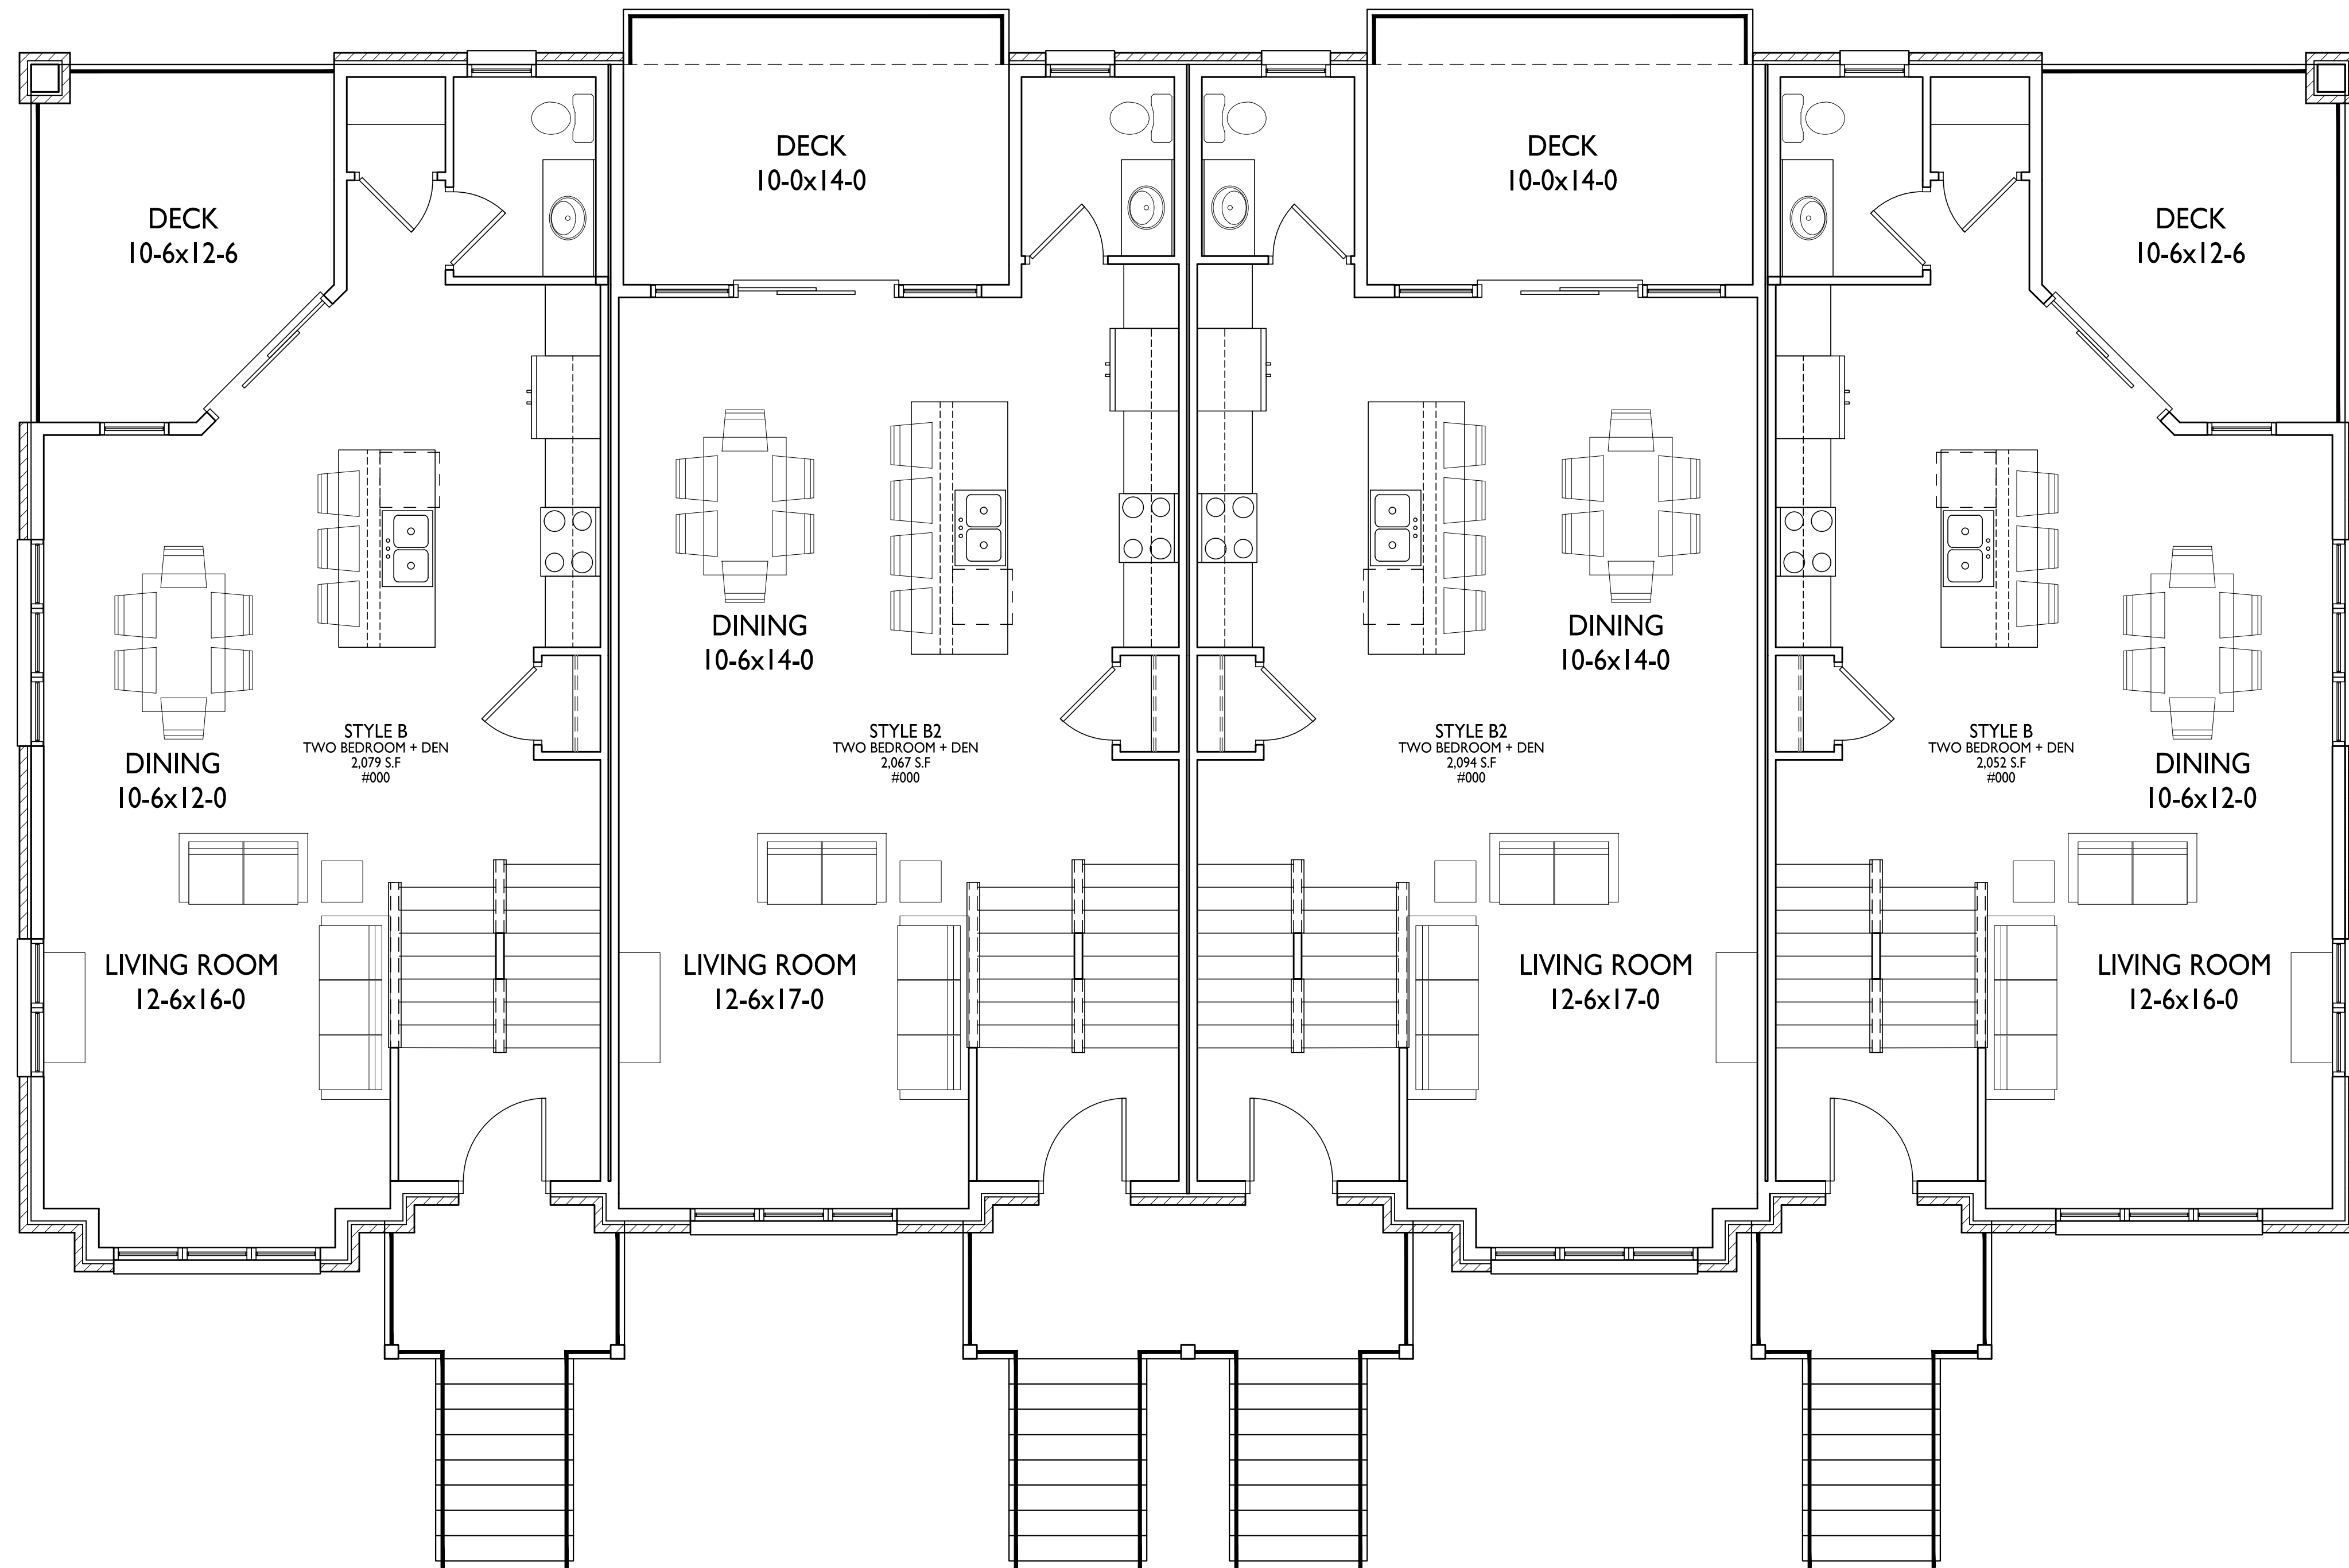 DECK
10-0x14-0
DECK
10-0x14-0
DECK
10-6x12-6
DECK
10-6x12-6
DINING
10-6x14-0
DINING
10-6x14-0
STYLE B
TWO BEDROOM + DEN
2,079 S.F
#000
STYLE B2
TWO BEDROOM + DEN
2,067 S.F
#000
STYLE B2
TWO BEDROOM + DEN
2,094 S.F
#000
STYLE B
TWO BEDROOM + DEN
2,052 S.F
#000
DINING
10-6x12-0
DINING
10-6x12-0
LIVING ROOM
12-6x16-0
LIVING ROOM
12-6x17-0
LIVING ROOM
12-6x17-0
LIVING ROOM
12-6x16-0